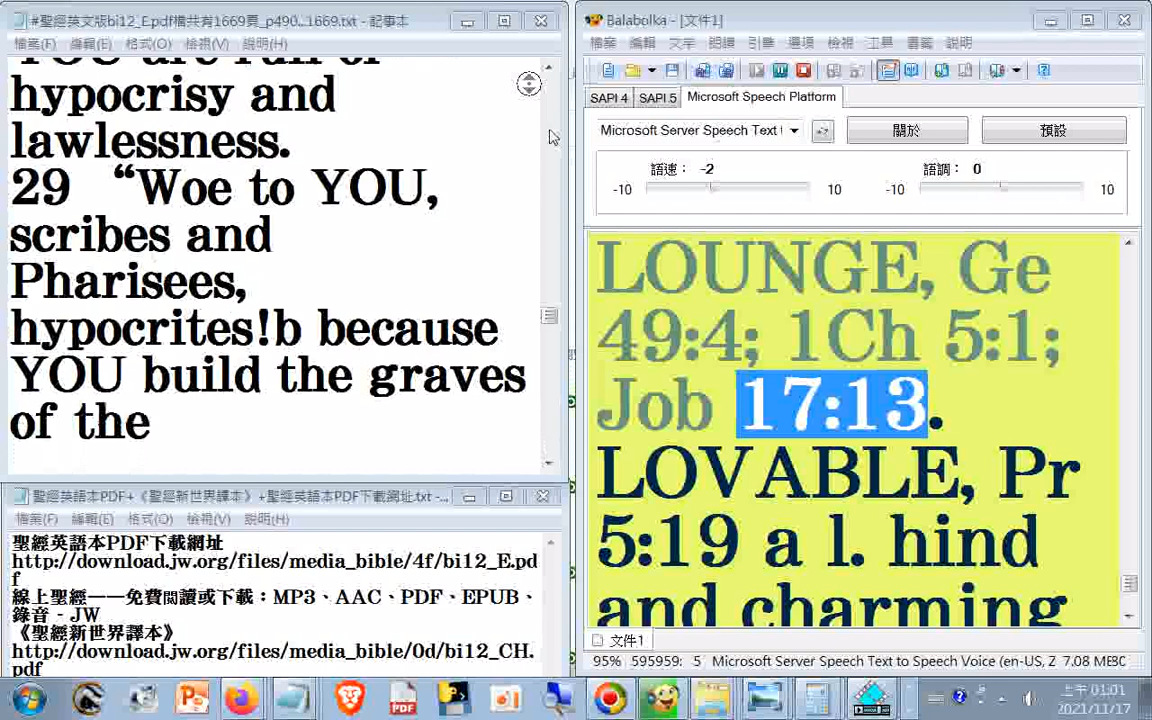 #聖經英文版bi12_E.pdf檔共有1669頁_p490...1669.txt - 記事本
檔案(F) 編輯(E) 格式(O) 檢視(V) 說明(H)
YOU are full of
hypocrisy and
lawlessness.
29 “Woe to YOU,
scribes and
Pharisees,
hypocrites!b because
YOU build the graves
of the
聖經英語本PDF+《聖經新世界譯本》+聖經英語本PDF下載網址.txt - ...
檔案(F) 編輯(E) 格式(O) 檢視(V) 說明(H)
聖經英語本PDF下載網址
http://download.jw.org/files/media_bible/4f/bi12_E.pd
f
線上聖經——免費閱讀或下載：MP3、AAC、PDF、EPUB、
錄音 - JW
《聖經新世界譯本》
http://download.jw.org/files/media_bible/0d/bi12_CH.
pdf
Balabolka - [文件1]
檔案 編輯 文字 朗讀 引擎 選項 檢視 工具 書籤 說明
SAPI 4 SAPI 5 Microsoft Speech Platform
Microsoft Server Speech Text
關於 預設
語速： -2 語調： 0
-10 10 -10 10
LOUNGE, Ge
49:4; 1Ch 5:1;
Job 17:13.
LOVABLE, Pr
5:19 a l. hind
and charming
文件1
95% 595959: 5 Microsoft Server Speech Text to Speech Voice (en-US, Z 7.08 МБ
上午 01:01
2021/11/17